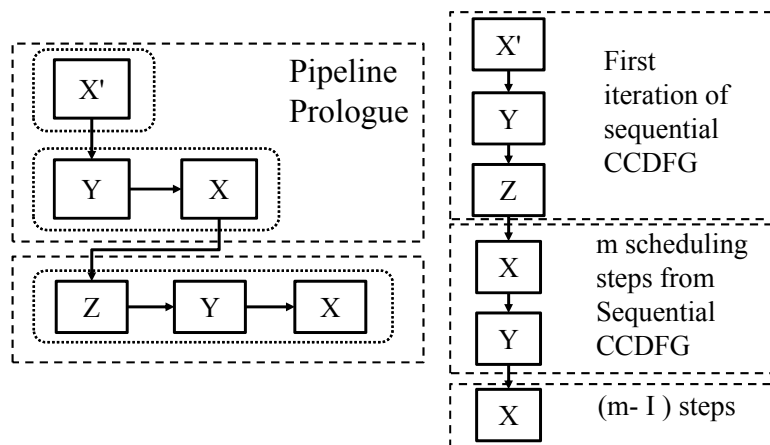 X'
Pipeline
Prologue
Y X
Z Y X
X'
Y
Z
First
iteration of
sequential
CCDFG
X
Y
m scheduling
steps from
Sequential
CCDFG
X
(m- I ) steps